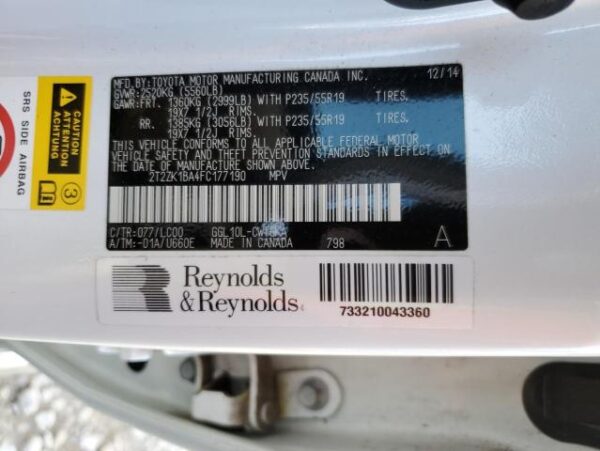 MFD. BY: TOYOTA MOTOR MANUFACTURING CANADA INC. 12/14
GVWR:2520KG (5560LB)
GAWR:FRT. 1360KG (2999LB) WITH P235/55R19 TIRES,
19X7 1/2J RIMS
RR. 1385KG (3056LB) WITH P235/55R19 TIRES,
19X7 1/2J RIMS.
THIS VEHICLE CONFORMS TO ALL APPLICABLE FEDERAL MOTOR
VEHICLE SAFETY AND THEFT PREVENTION STANDARDS IN EFFECT ON
THE DATE OF MANUFACTURE SHOWN ABOVE.
2T2ZK1BA4FC177190 MPV
C/TR:077/LC00
A/TM:-01A/U660E MADE IN CANADA 798 A
Reynolds
&Reynolds
733210043360
CAUTION
ATTENTION
ACHTUNG
3
SRS SIDE AIRBAG